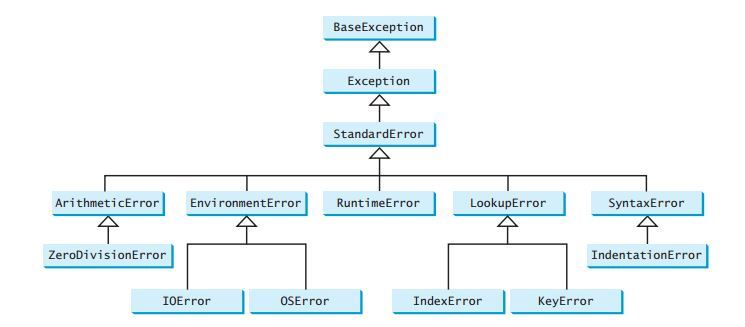 BaseException
Exception
StandardError
ArithmeticError
EnvironmentError
RuntimeError
LookupError
SyntaxError
ZeroDivisionError
IndentationError
IOError
OSError
IndexError
KeyError